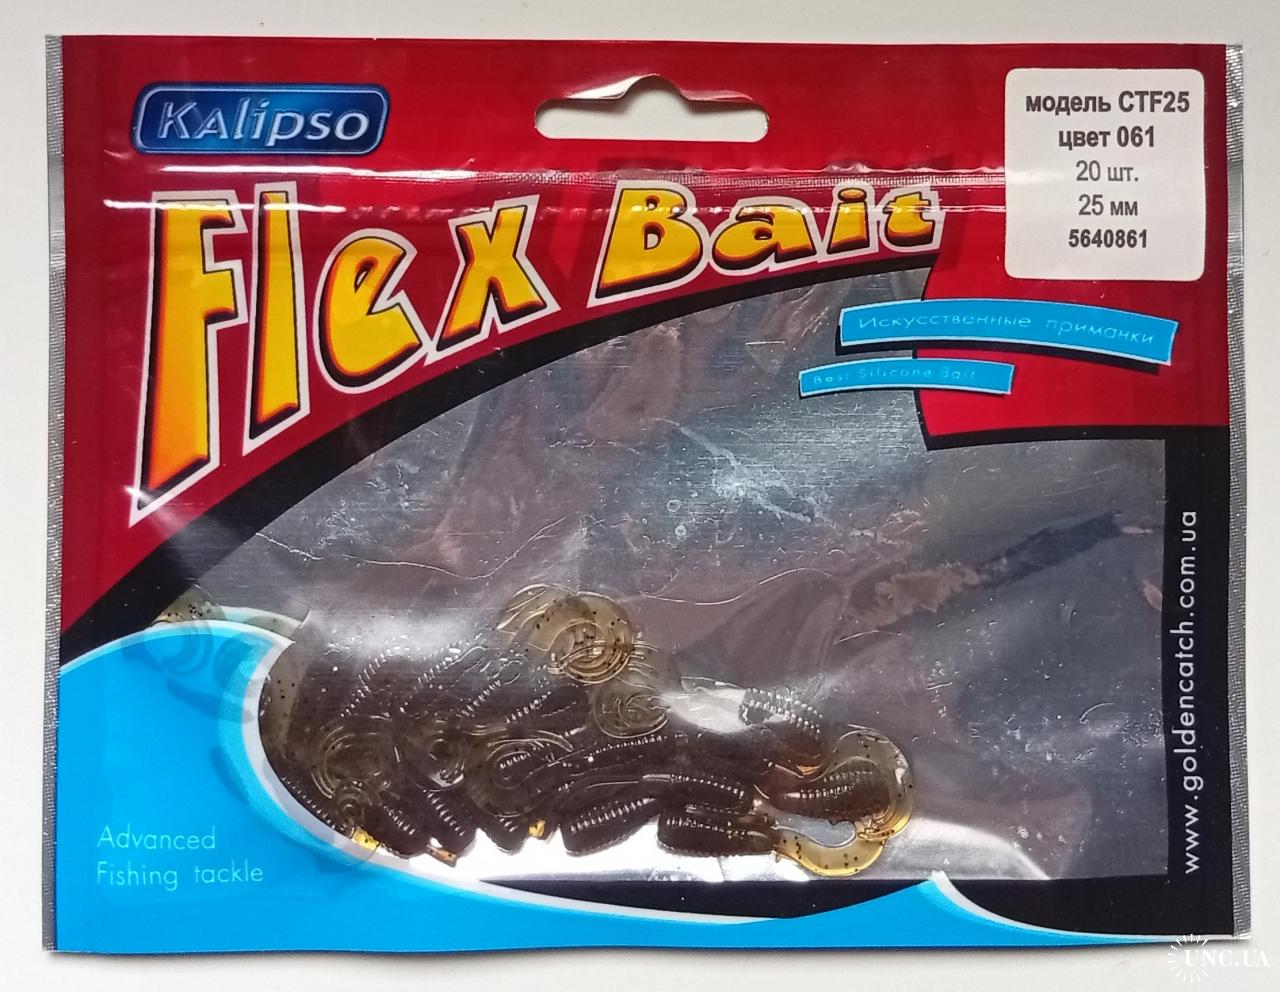 KALipso
модель CTF25
цвет 061
20 шт.
25 мм
5640861
Flex Bait
Искусственные приманки
Best Silicone Bait
www.goldencatch.com.ua
Advanced
Fishing tackle
UNC.UA